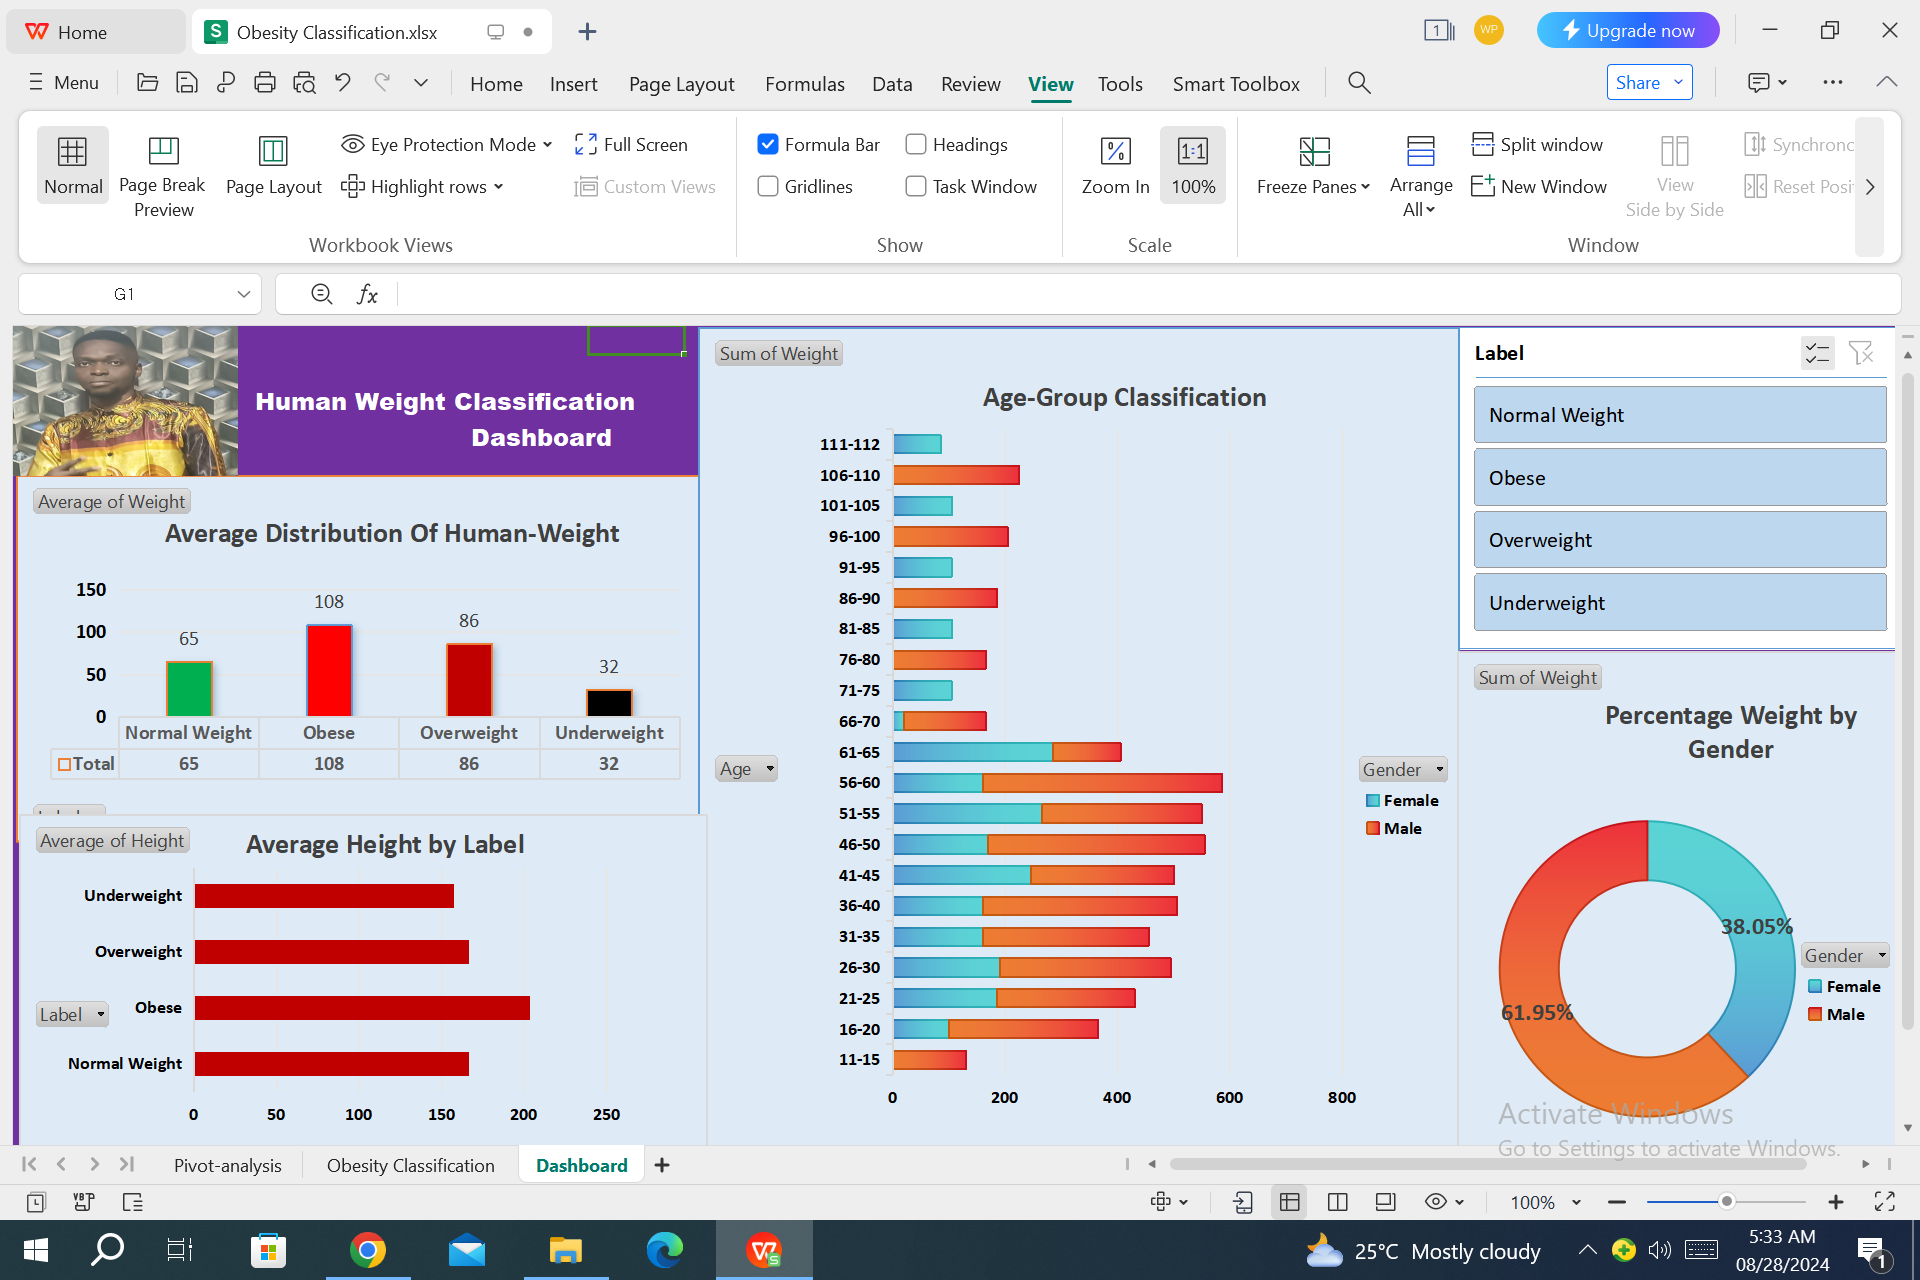 Home
Obesity Classification.xlsx
1
WP
Upgrade now
Menu
Home Insert Page Layout Formulas Data Review View Tools Smart Toolbox
Share
Normal
Page Break
Preview
Page Layout
Eye Protection Mode
Highlight rows
Full Screen
Custom Views
Workbook Views
Formula Bar
Headings
Gridlines
Task Window
Show
Zoom In
1:1
100%
Scale
Freeze Panes
Arrange
All
Split window
New Window
View
Side by Side
Synchronc
Reset Posi
Window
G1
fx
Human Weight Classification
Dashboard
Average of Weight
Average Distribution Of Human-Weight
150
100
50
0
65
108
86
32
Normal Weight Obese Overweight Underweight
Total 65 108 86 32
Average of Height
Average Height by Label
Underweight
Overweight
Obese
Normal Weight
Label
0 50 100 150 200 250
Sum of Weight
Age-Group Classification
111-112
106-110
101-105
96-100
91-95
86-90
81-85
76-80
71-75
66-70
61-65
56-60
51-55
46-50
41-45
36-40
31-35
26-30
21-25
16-20
11-15
0 200 400 600 800
Age
Gender
Female
Male
Label
Normal Weight
Obese
Overweight
Underweight
Sum of Weight
Percentage Weight by
Gender
38.05%
61.95%
Gender
Female
Male
Activate Windows
Go to Settings to activate Windows.
Pivot-analysis Obesity Classification Dashboard
100%
25°C Mostly cloudy
5:33 AM
08/28/2024
1